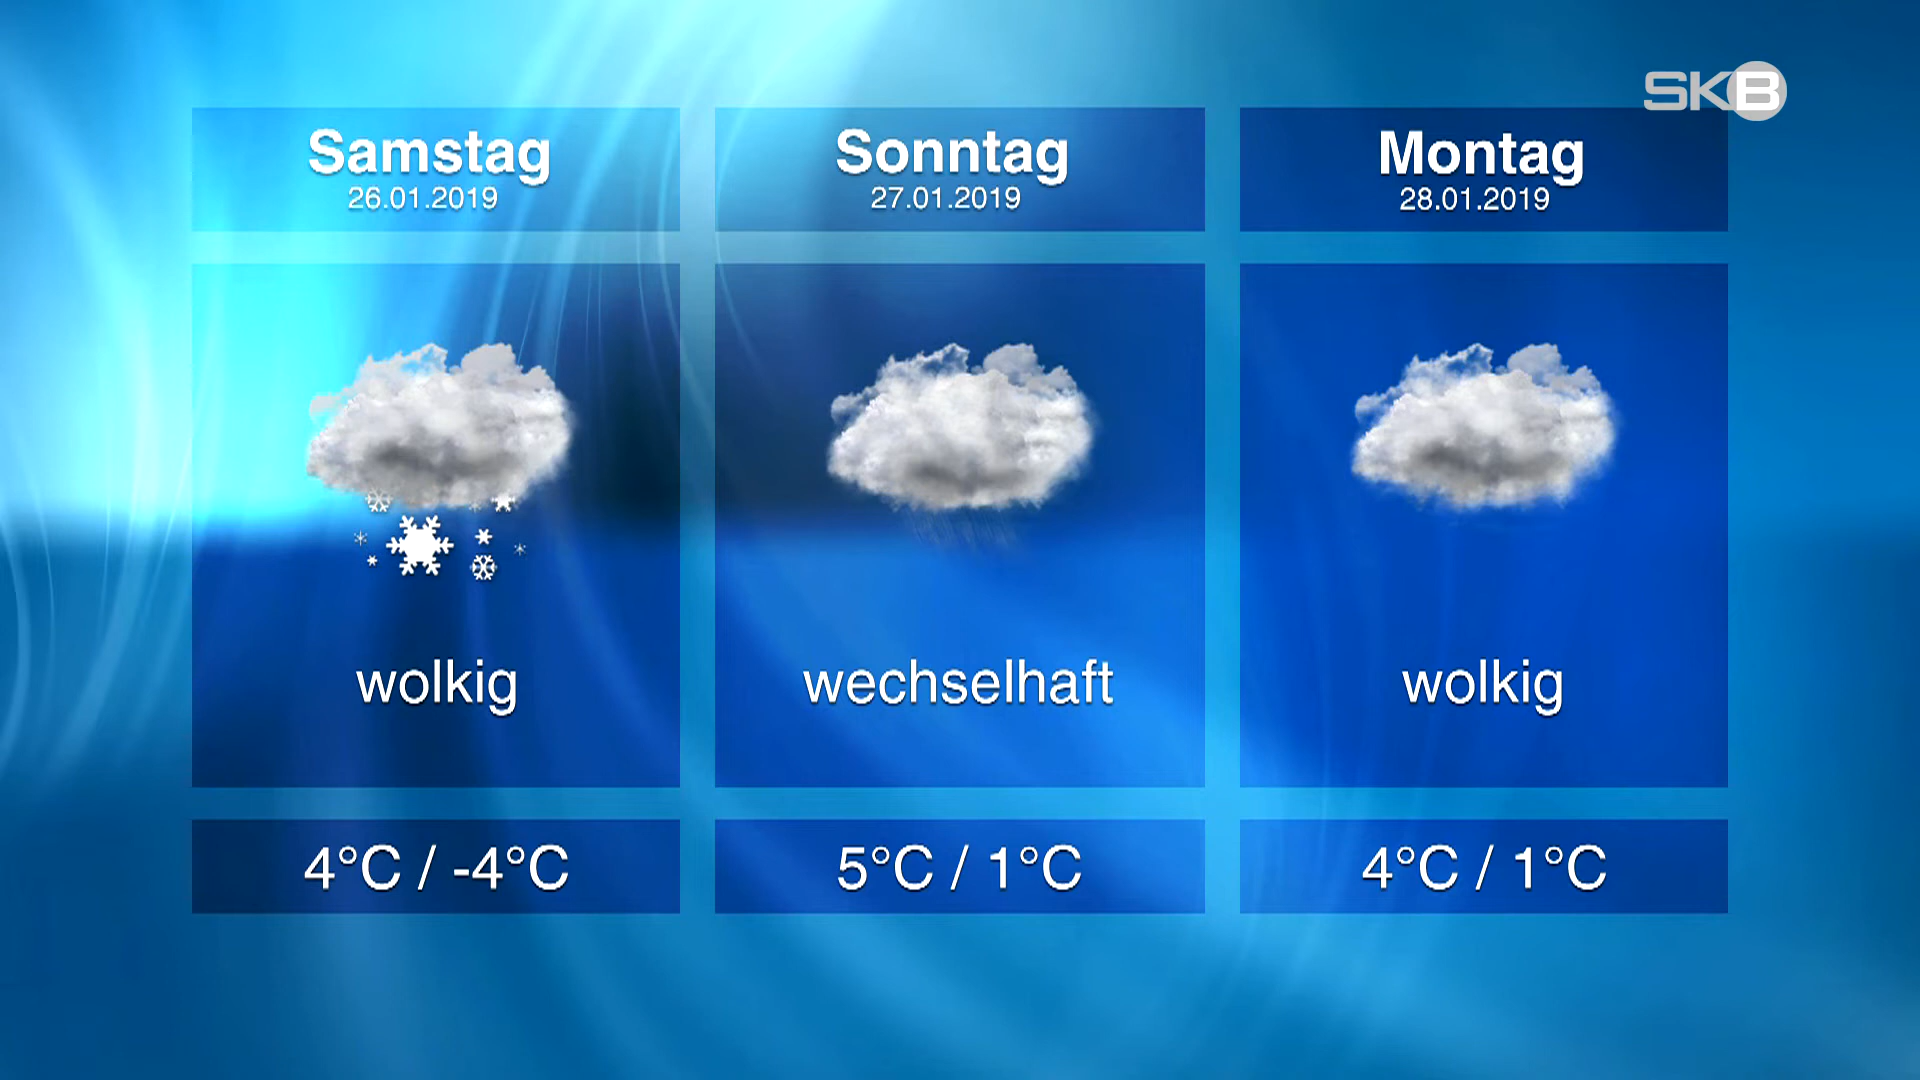 SKB
Samstag
26.01.2019
Sonntag
27.01.2019
Montag
28.01.2019
wolkig
wechselhaft
wolkig
4°C / -4°C
5°C / 1°C
4°C / 1°C